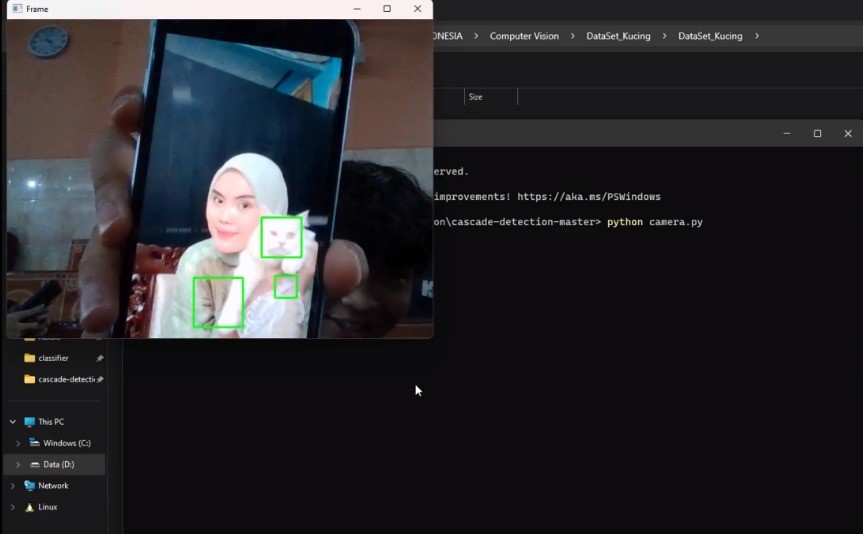 Frame
ONESIA > Computer Vision > DataSet_Kucing > DataSet_Kucing >
Size
erved.
improvements! https://aka.ms/PSWindows
on\cascade-detection-master> python camera.py
classifier
cascade-detecti
This PC
Windows (C:)
Data (D:)
Network
Linux